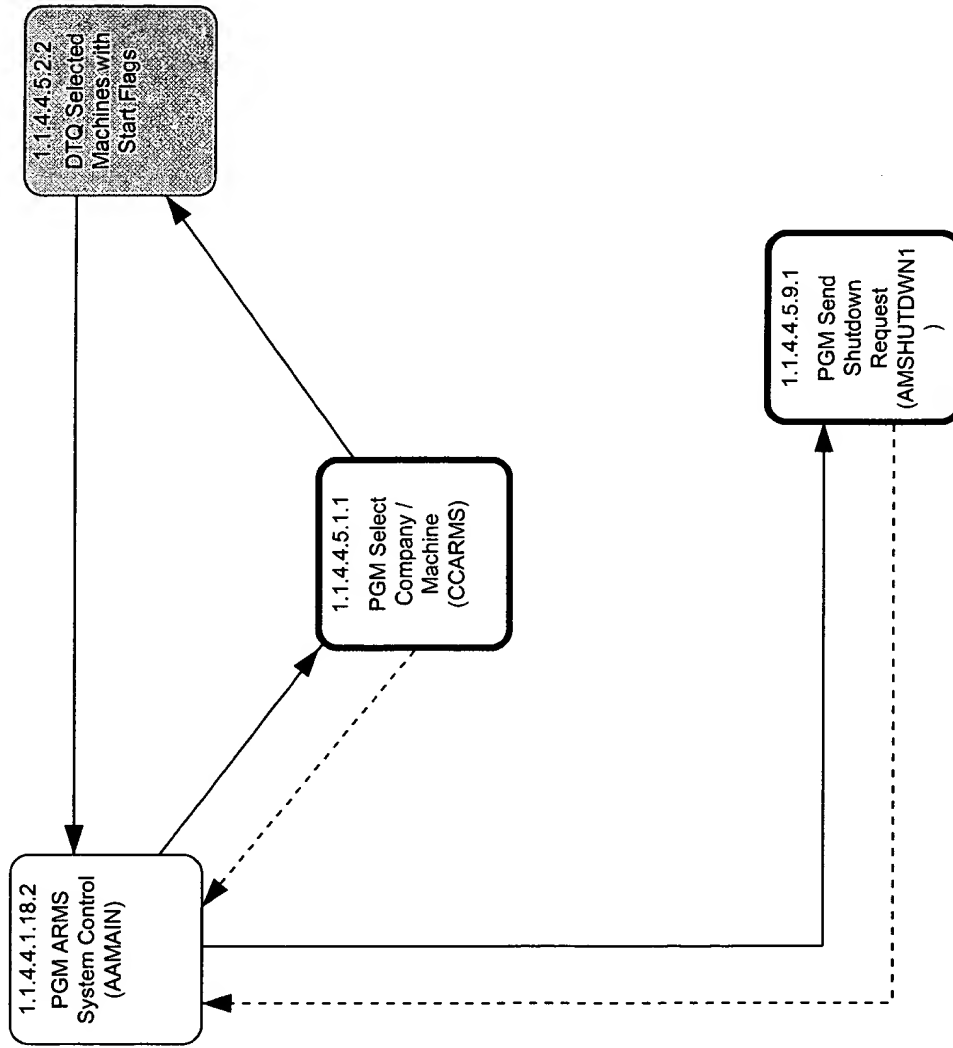 1.1.4.4.1.18.2
PGM ARMS
System Control
(AAMAIN)
1.1.4.4.5.1.1
PGM Select
Company /
Machine
(CCARMS)
1.1.4.4.5.2.2
DTQ Selected
Machines with
Start Flags
1.1.4.4.5.9.1
PGM Send
Shutdown
Request
(AMSHUTDWN1
)